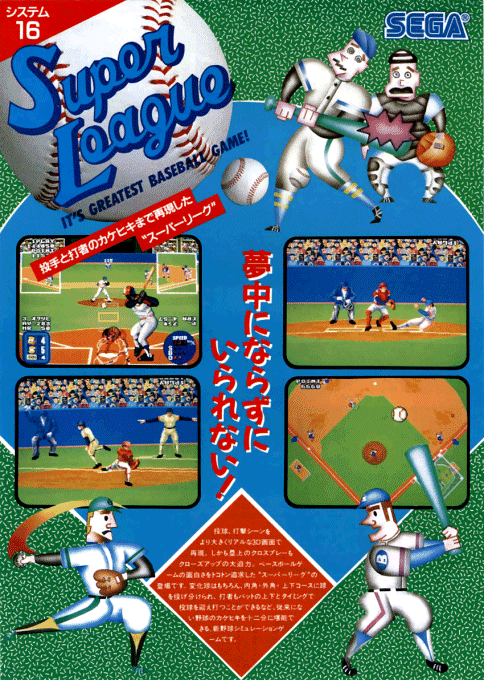 システム
16
SEGA®
Super
League
IT'S GREATEST BASEBALL GAME!
投手と打者のカケヒキまで再現した
"スーパーリーグ"
夢中にならずに
いられない!
SPEED
POINT
6660
B
投球、打撃シーンを
より大きくリアルな3D画面で
再現。しかも塁上のクロスプレーも
クローズアップの大迫力。ベースボールゲ
ームの面白さをトコトン追求した"スーパーリーグ"の
登場です。変化球はもちろん、内角・外角・上下コースに球
を投げ分けられ、打者もバットの上下とタイミングで
投球を迎え打つことができるなど、従来にな
い野球のカケヒキを十二分に堪能で
きる、新野球シミュレーションゲ
ームです。